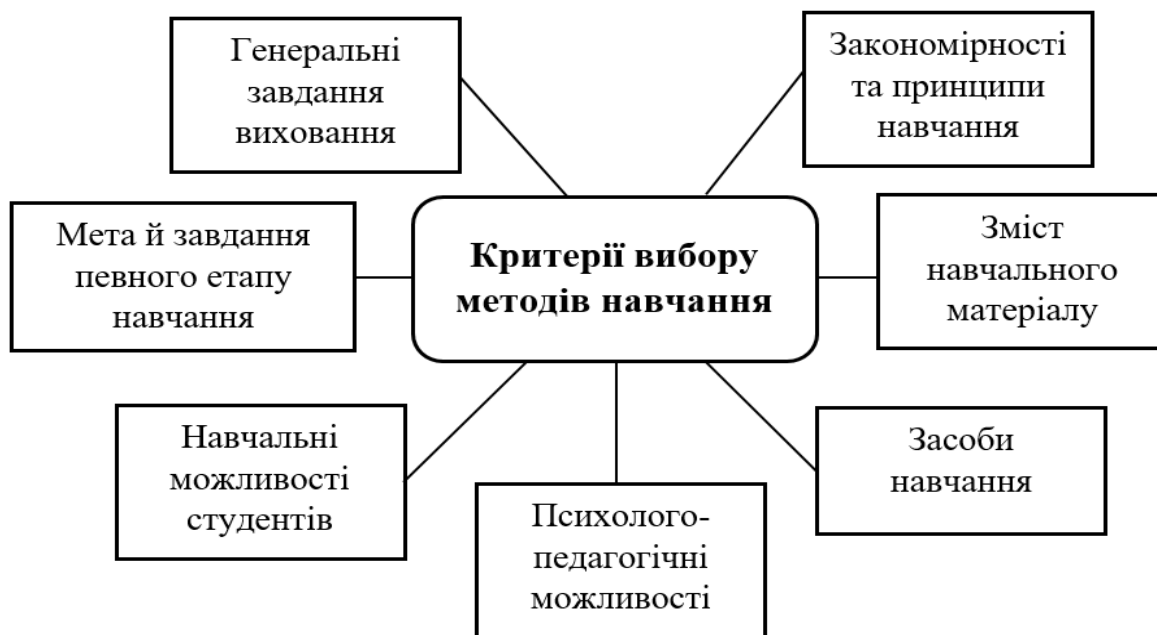 Генеральні
завдання
виховання
Закономірності
та принципи
навчання
Мета й завдання
певного етапу
навчання
Критерії вибору
методів навчання
Зміст
навчального
матеріалу
Навчальні
можливості
студентів
Психолого-
педагогічні
можливості
Засоби
навчання